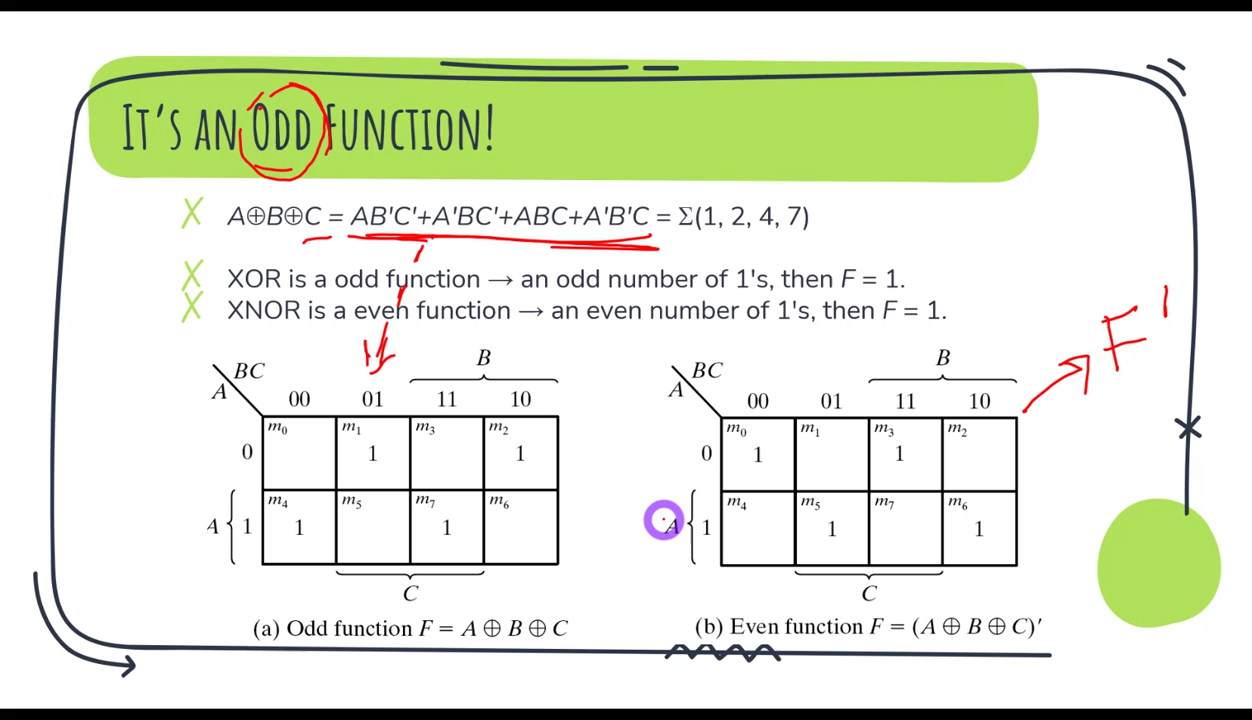 IT'S AN ODD FUNCTION!
X A⊕B⊕C = AB'C'+A'BC'+ABC+A'B'C = Σ(1, 2, 4, 7)
X XOR is a odd function → an odd number of 1's, then F = 1.
X XNOR is a even function → an even number of 1's, then F = 1.
F'
BC B
A 00 01 11 10
0 m0 m1 1 m3 m2 1
A { 1 m4 1 m5 m7 1 m6
C
(a) Odd function F = A ⊕ B ⊕ C
BC B
A 00 01 11 10
0 m0 1 m1 m3 1 m2
A { 1 m4 m5 1 m7 m6 1
C
(b) Even function F = (A ⊕ B ⊕ C)′